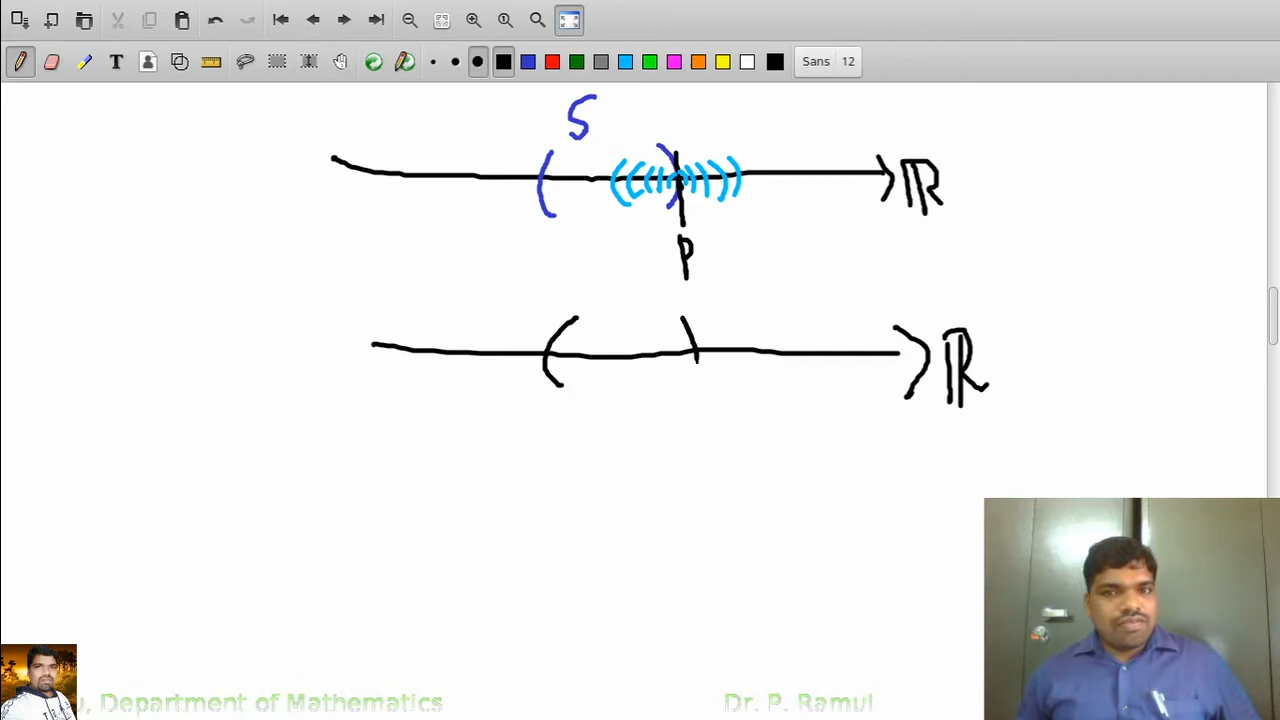 Sans 12
S
ℝ
P
ℝ
u, Department of Mathematics Dr. P. Ramul